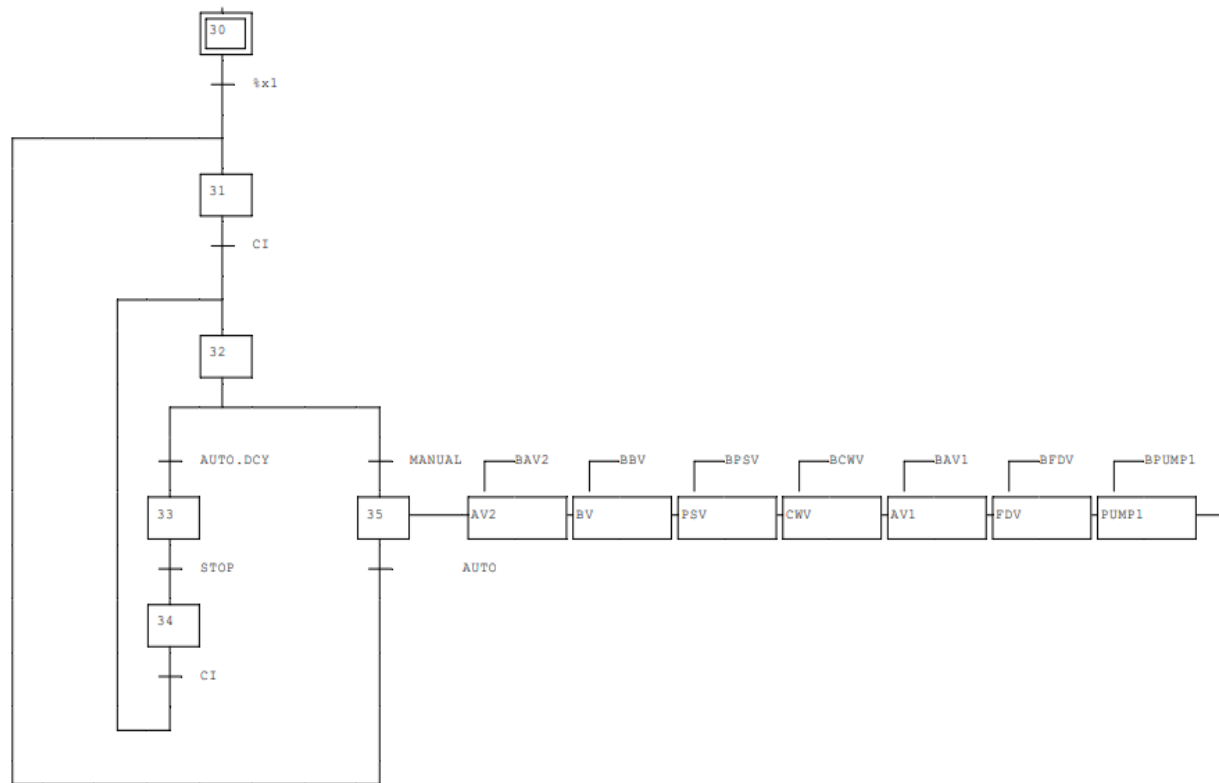 30
%x1
31
CI
32
AUTO.DCY MANUAL BAV2 BBV BPSV BCWV BAV1 BFDV BPUMP1
33 35 AV2 BV PSV CWV AV1 FDV PUMP1
STOP AUTO
34
CI